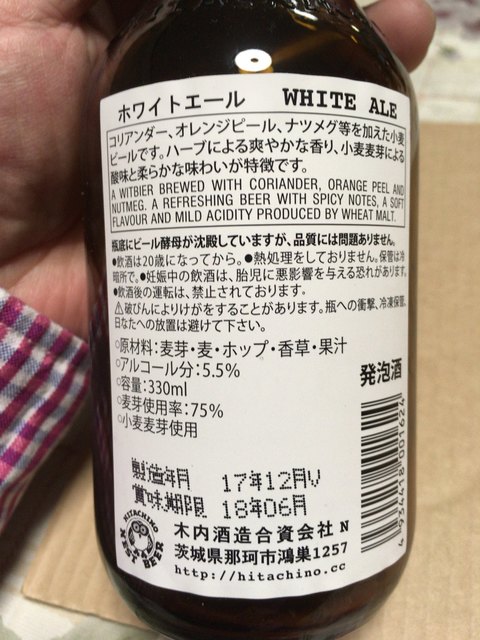 ホワイトエール WHITE ALE
コリアンダー、オレンジピール、ナツメグ等を加えた小麦
ビールです。ハーブによる爽やかな香り、小麦麦芽による
酸味と柔らかな味わいが特徴です。
A WITBIER BREWED WITH CORIANDER, ORANGE PEEL AND
NUTMEG. A REFRESHING BEER WITH SPICY NOTES, A SOFT
FLAVOUR AND MILD ACIDITY PRODUCED BY WHEAT MALT.
瓶底にビール酵母が沈殿していますが、品質には問題ありません。
●飲酒は20歳になってから。●熱処理をしておりません。保管は冷
暗所で。●妊娠中の飲酒は、胎児に悪影響を与える恐れがあります。
●飲酒後の運転は、禁止されております。
⚠破びんによりけがをすることがあります。瓶への衝撃、冷凍保管、
日なたへの放置は避けて下さい。
○原材料:麦芽・麦・ホップ・香草・果汁
○アルコール分:5.5%
○容量:330ml
○麦芽使用率:75%
○小麦麦芽使用
発泡酒
製造年月 17年12月V
賞味期限 18年06月
HITACHINO NEST BEER
木内酒造合資会社 N
茨城県那珂市鴻巣1257
http://hitachino.cc
4 934418 001624